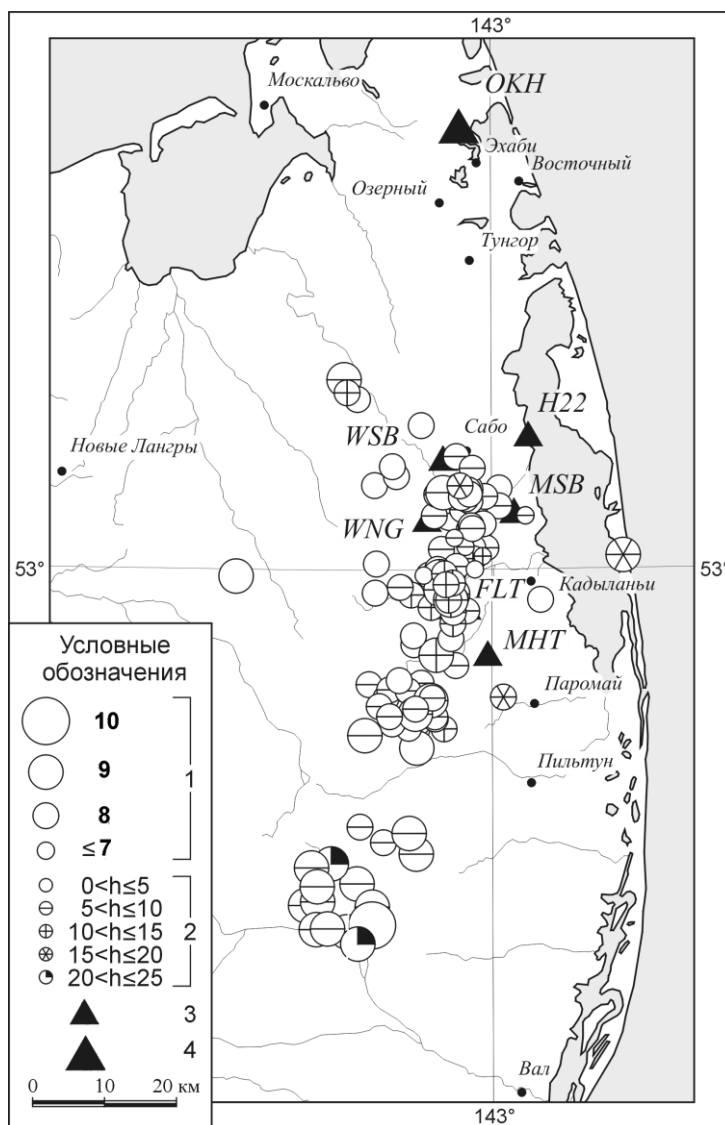 143°
Москальво
ОКН
Эхаби
Восточный
Озерный
Тунгор
H22
WSB
Сабо
Новые Лангры
MSB
WNG
53°
53°
FLT
Кадыланьи
MHT
Паромай
Пильтун
Вал
143°
Условные
обозначения
10
9
1
8
≤7
0<h≤5
5<h≤10
10<h≤15
2
15<h≤20
20<h≤25
3
4
0 10 20 км